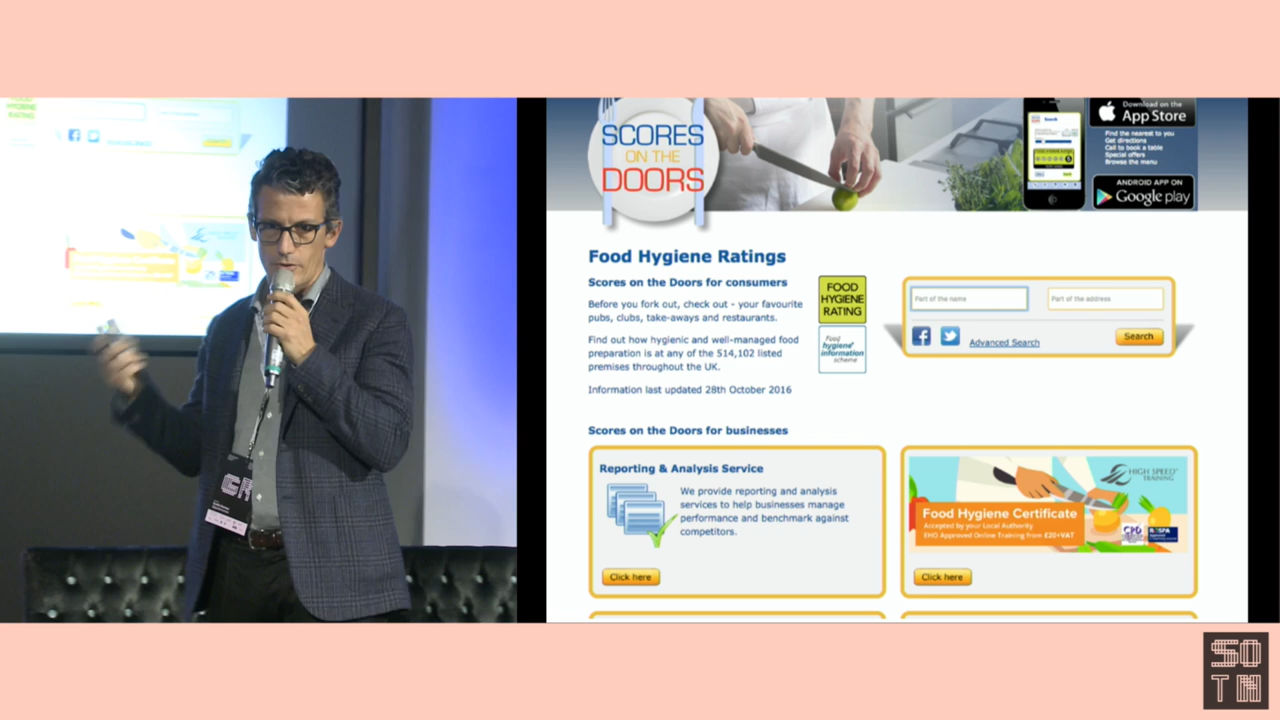 FOOD
HYGIENE
RATING
SCORES
ON THE
DOORS
Download on the
App Store
Find the nearest to you
Get directions
Call to book a table
Special offers
Browse the menu
ANDROID APP ON
Google play
Food Hygiene Ratings
Scores on the Doors for consumers
Before you fork out, check out - your favourite
pubs, clubs, take-aways and restaurants.
Find out how hygienic and well-managed food
preparation is at any of the 514,102 listed
premises throughout the UK.
Information last updated 28th October 2016
FOOD
HYGIENE
RATING
Food
hygiene
information
scheme
Part of the name
Part of the address
Advanced Search
Search
Scores on the Doors for businesses
Reporting & Analysis Service
We provide reporting and analysis
services to help businesses manage
performance and benchmark against
competitors.
Click here
HIGH SPEED
TRAINING
Food Hygiene Certificate
Accepted by your Local Authority
EHO Approved Online Training from £20+VAT
CPD
Click here
SO
TN